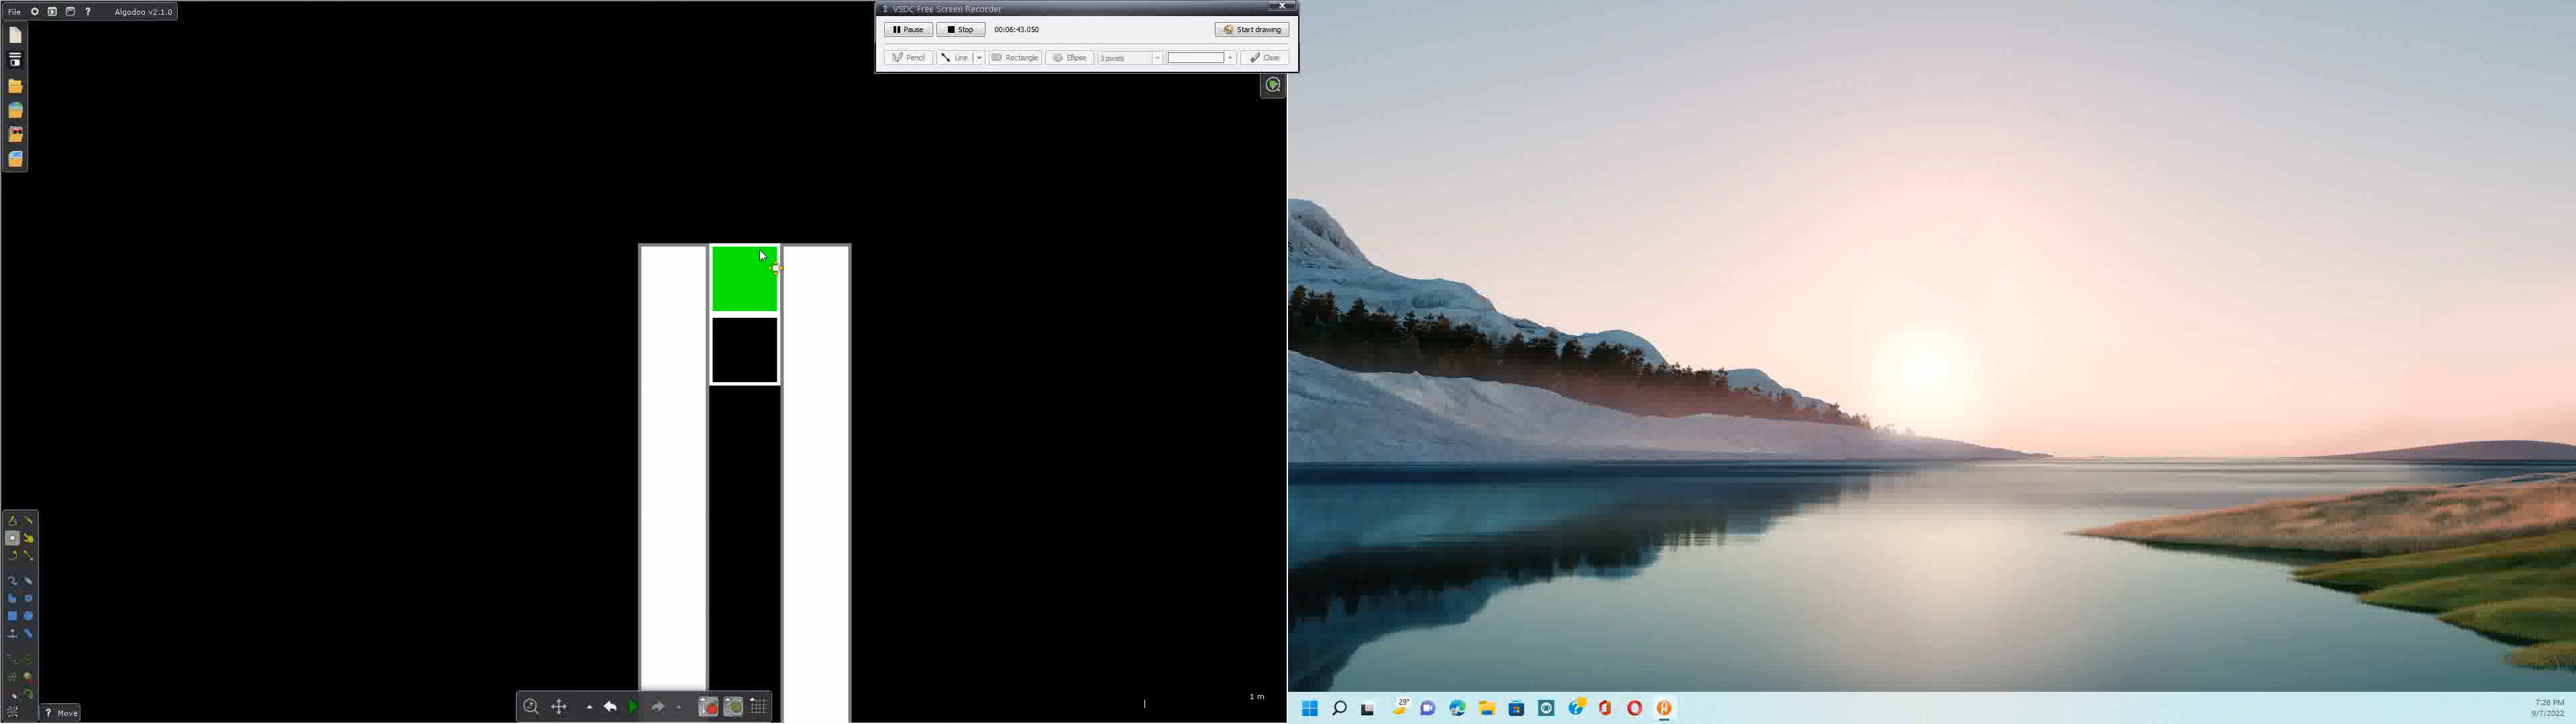 File ? Algodoo v2.1.0
VSDC Free Screen Recorder
Pause Stop 00:06:43.050 Start drawing
Pencil Line Rectangle Ellipse 3 pixels Clear
? Move
1 m
29°
7:28 PM
9/7/2022